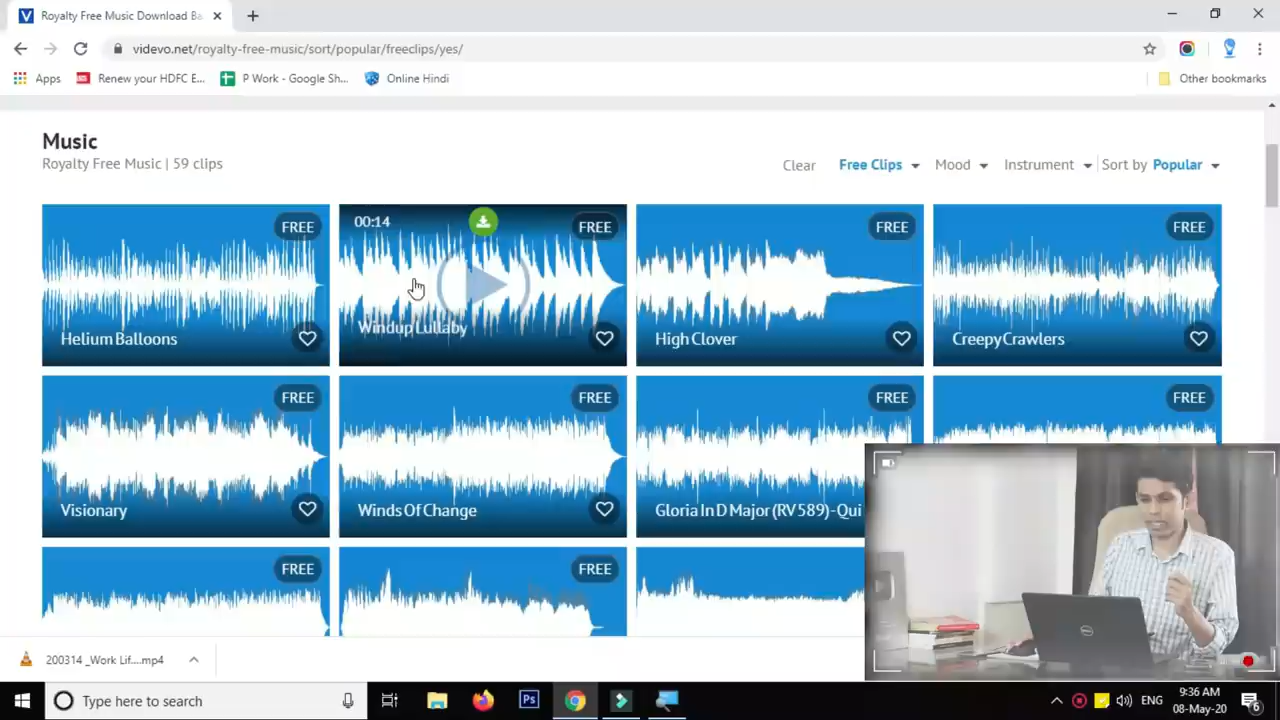 Royalty Free Music Download Ba
videvo.net/royalty-free-music/sort/popular/freeclips/yes/
Apps
Renew your HDFC E...
P Work - Google Sh...
Online Hindi
Other bookmarks
Music
Royalty Free Music | 59 clips
Clear
Free Clips
Mood
Instrument
Sort by Popular
FREE
00:14
FREE
FREE
FREE
Helium Balloons
Windup Lullaby
High Clover
Creepy Crawlers
FREE
FREE
FREE
FREE
Visionary
Winds Of Change
Gloria In D Major (RV 589) - Qui
FREE
FREE
200314 _Work Lif....mp4
Type here to search
Ps
ENG
9:36 AM
08-May-20
6